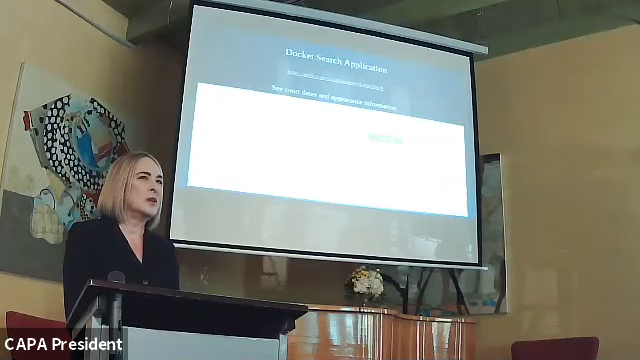 Docket Search Application
See court dates and appearance information
CAPA President